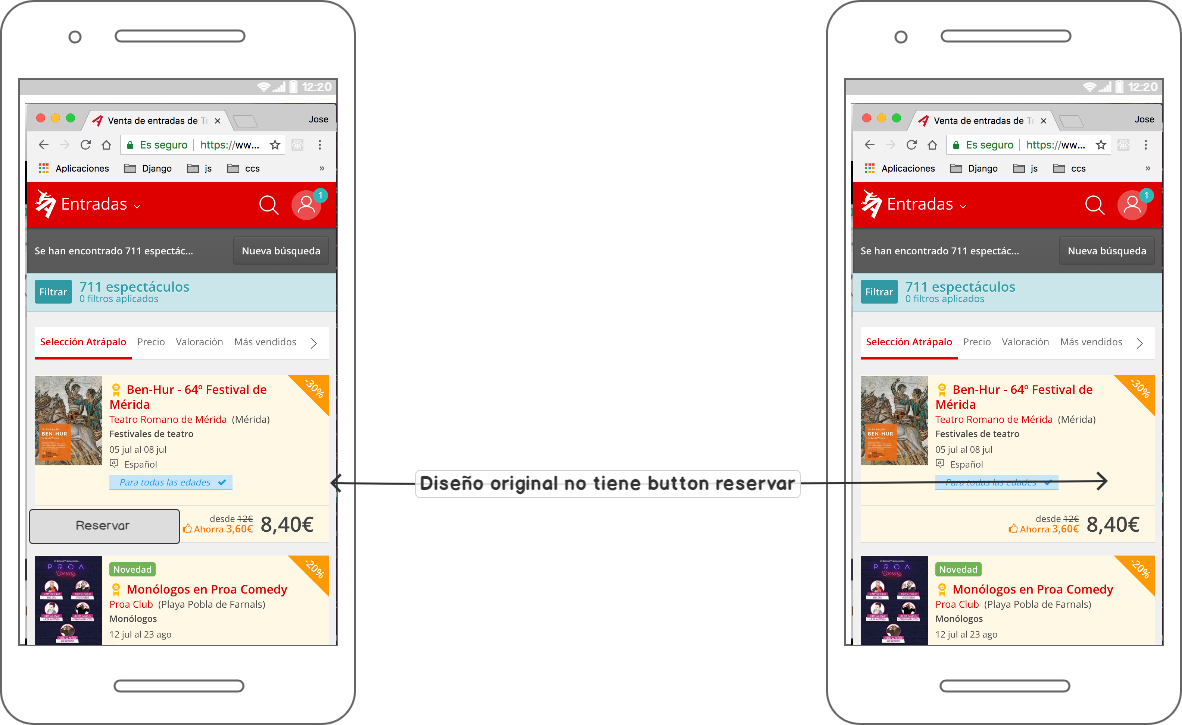 12:20
Venta de entradas de T
Jose
Es seguro
https://ww...
Aplicaciones
Django
js
ccs
»
Entradas
1
Se han encontrado 711 espectác...
Nueva búsqueda
Filtrar
711 espectáculos
0 filtros aplicados
Selección Atrápalo
Precio
Valoración
Más vendidos
-30%
Ben-Hur - 64º Festival de
Mérida
Teatro Romano de Mérida (Mérida)
Festivales de teatro
05 jul al 08 jul
Español
Para todas las edades
BEN-HUR
Reservar
desde 12€
Ahorra 3,60€
8,40€
-20%
PROA
Comedy
Novedad
Monólogos en Proa Comedy
Proa Club (Playa Pobla de Farnals)
Monólogos
12 jul al 23 ago
Diseño original no tiene button reservar
12:20
Venta de entradas de T
Jose
Es seguro
https://ww...
Aplicaciones
Django
js
ccs
»
Entradas
1
Se han encontrado 711 espectác...
Nueva búsqueda
Filtrar
711 espectáculos
0 filtros aplicados
Selección Atrápalo
Precio
Valoración
Más vendidos
-30%
Ben-Hur - 64º Festival de
Mérida
Teatro Romano de Mérida (Mérida)
Festivales de teatro
05 jul al 08 jul
Español
Para todas las edades
BEN-HUR
desde 12€
Ahorra 3,60€
8,40€
-20%
PROA
Comedy
Novedad
Monólogos en Proa Comedy
Proa Club (Playa Pobla de Farnals)
Monólogos
12 jul al 23 ago